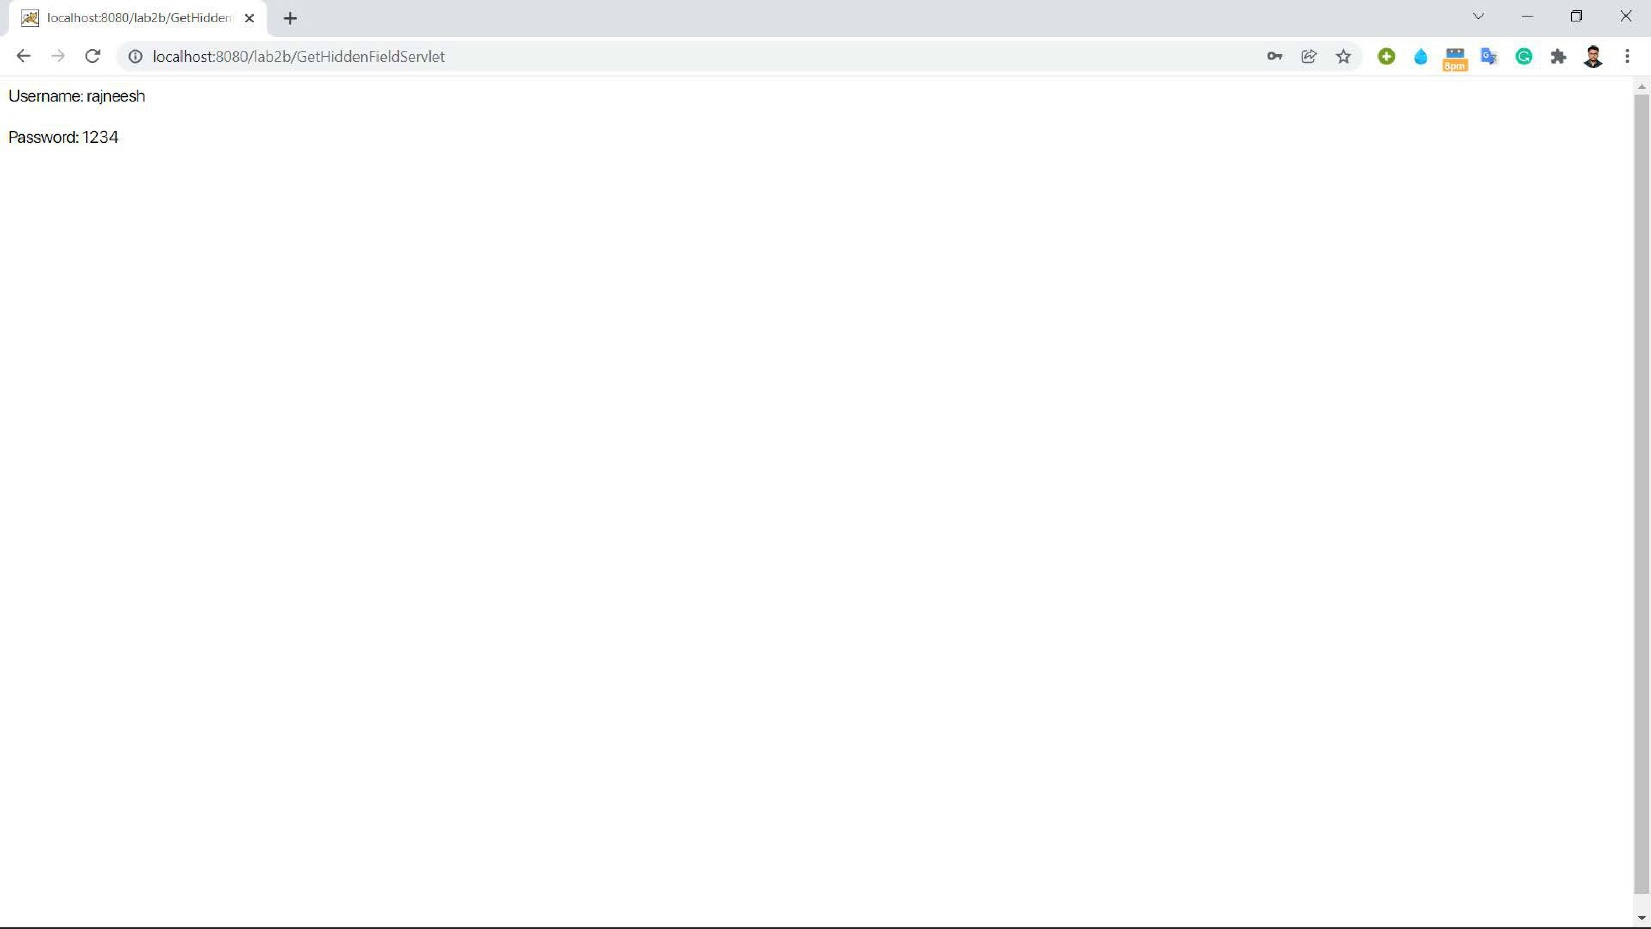 localhost:8080/lab2b/GetHidden
localhost:8080/lab2b/GetHiddenFieldServlet
8pm
Username: rajneesh
Password: 1234